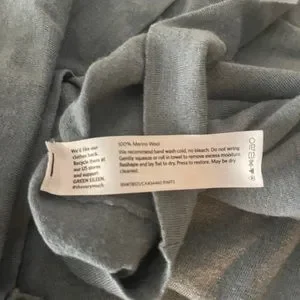 We'd like our
clothes back.
Recycle them at
our US stores
and support
GREEN EILEEN.
100% Merino Wool
We recommend hand wash cold, no bleach. Do not wring.
Gently squeeze or roll in towel to remove excess moisture.
Reshape and lay flat to dry. Press to restore. May be dry
cleaned.
care